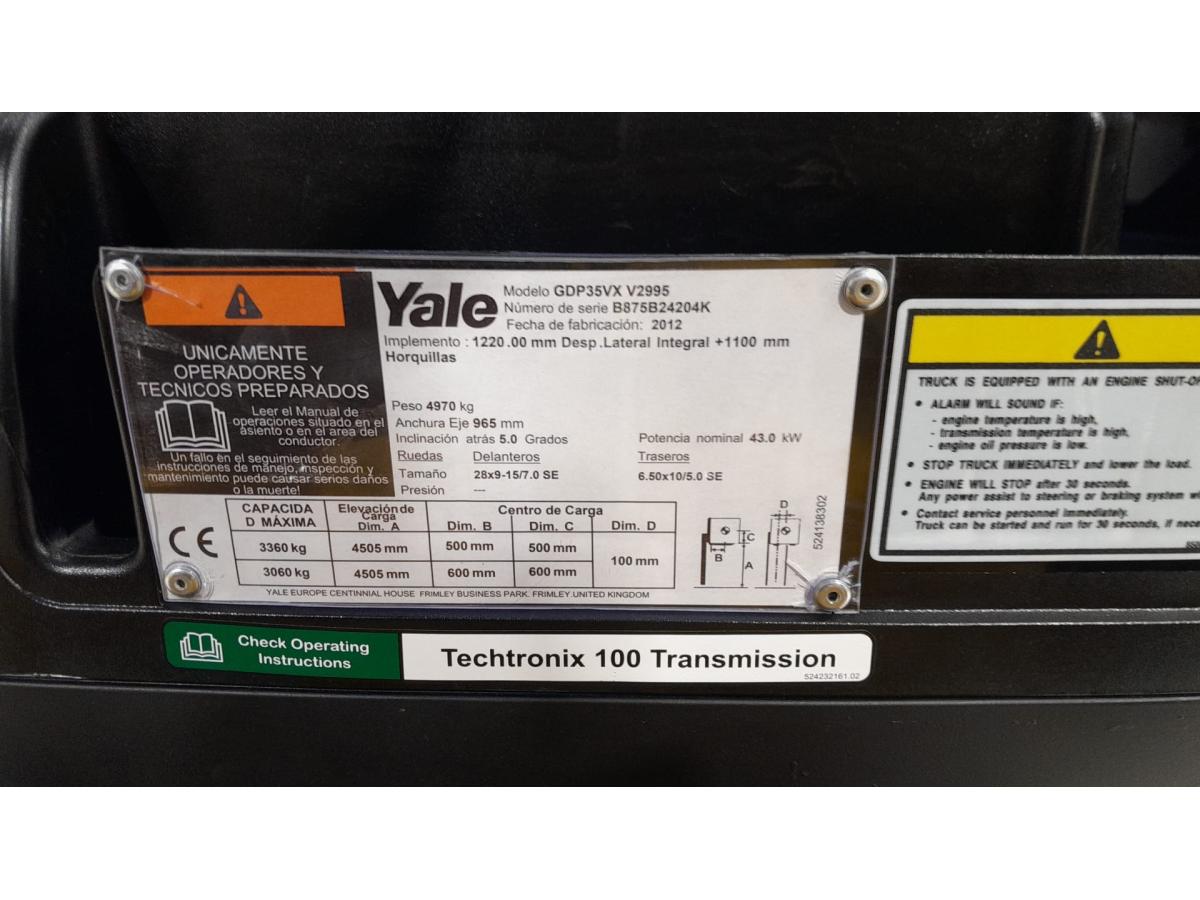 UNICAMENTE
OPERADORES Y
TECNICOS PREPARADOS
Leer el Manual de
operaciones situado en el
asiento o en el area del
conductor.
Un fallo en el seguimiento de las
instrucciones de manejo, inspección y
mantenimiento puede causar serios daños
o la muerte!
Yale
Modelo GDP35VX V2995
Número de serie B875B24204K
Fecha de fabricación: 2012
Implemento : 1220.00 mm Desp.Lateral Integral +1100 mm
Horquillas
Peso 4970 kg
Anchura Eje 965 mm
Inclinación atrás 5.0 Grados Potencia nominal 43.0 kW
Ruedas Delanteros Traseros
Tamaño 28x9-15/7.0 SE 6.50x10/5.0 SE
Presión ---
CE
CAPACIDA
D MÁXIMA
Elevación de
Carga
Dim. A
Centro de Carga
Dim. B Dim. C Dim. D
3360 kg 4505 mm 500 mm 500 mm 100 mm
3060 kg 4505 mm 600 mm 600 mm
D
C
B
A
524138302
YALE EUROPE CENTINNIAL HOUSE FRIMLEY BUSINESS PARK. FRIMLEY.UNITED KINGDOM
Check Operating
Instructions
Techtronix 100 Transmission
524232161.02
TRUCK IS EQUIPPED WITH AN ENGINE SHUT-
• ALARM WILL SOUND IF:
- engine temperature is high,
- transmission temperature is high,
- engine oil pressure is low.
• STOP TRUCK IMMEDIATELY and lower the load.
• ENGINE WILL STOP after 30 seconds.
Any power assist to steering or braking system
• Contact service personnel immediately.
Truck can be started and run for 30 seconds, if